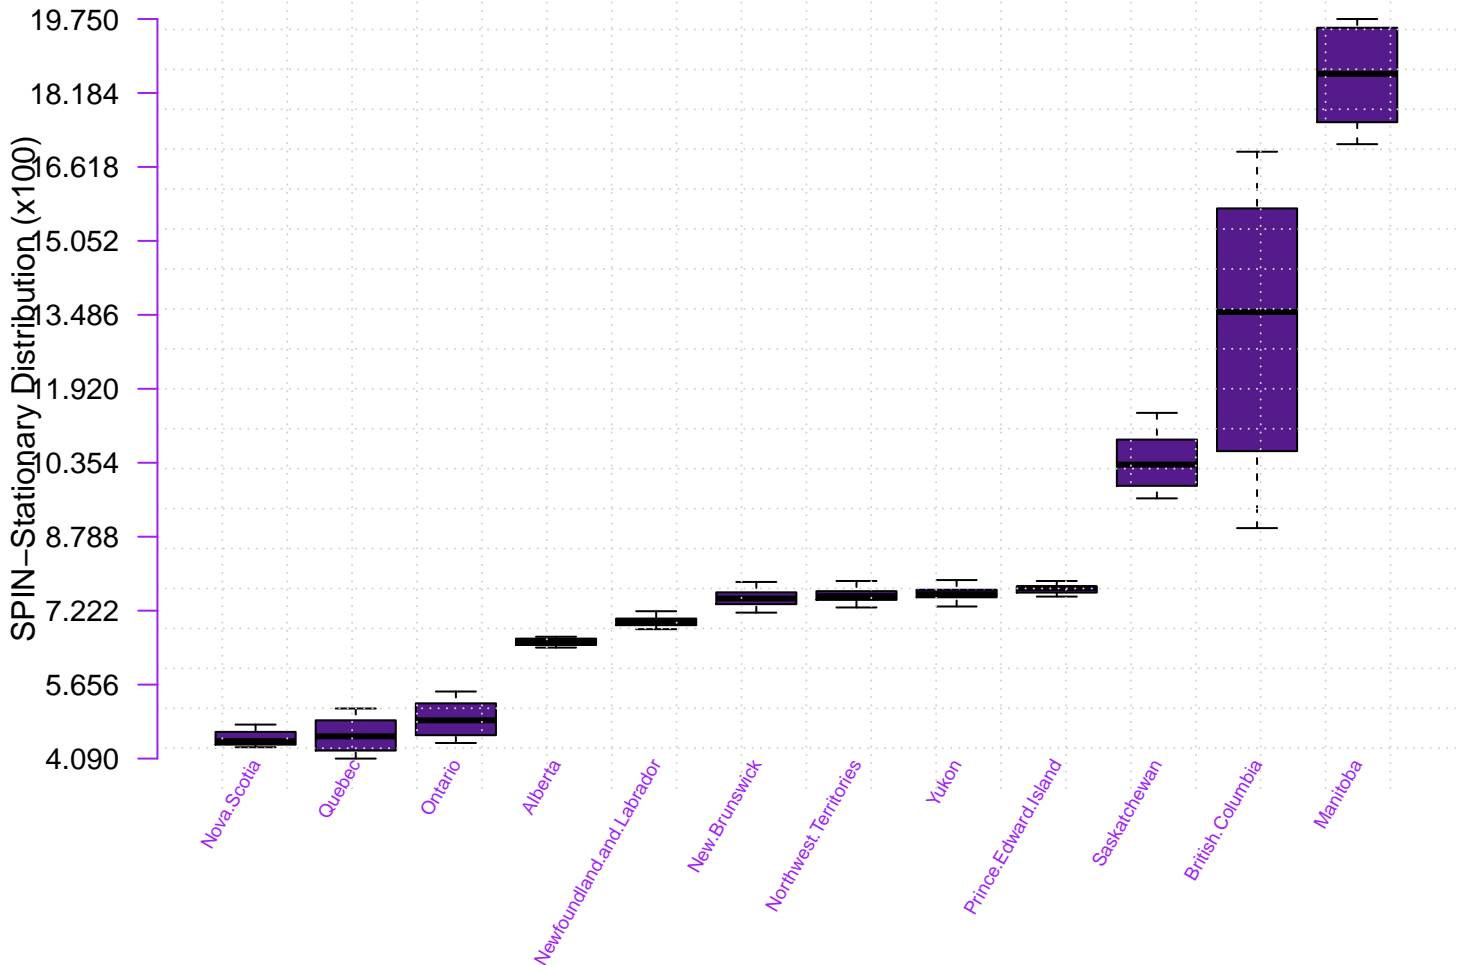 SPIN−Stationary Distribution (x100)
19.750
18.184
16.618
15.052
13.486
11.920
10.354
8.788
7.222
5.656
4.090
Nova.Scotia
Quebec
Ontario
Alberta
Newfoundland.and.Labrador
New.Brunswick
Northwest.Territories
Yukon
Prince.Edward.Island
Saskatchewan
British.Columbia
Manitoba